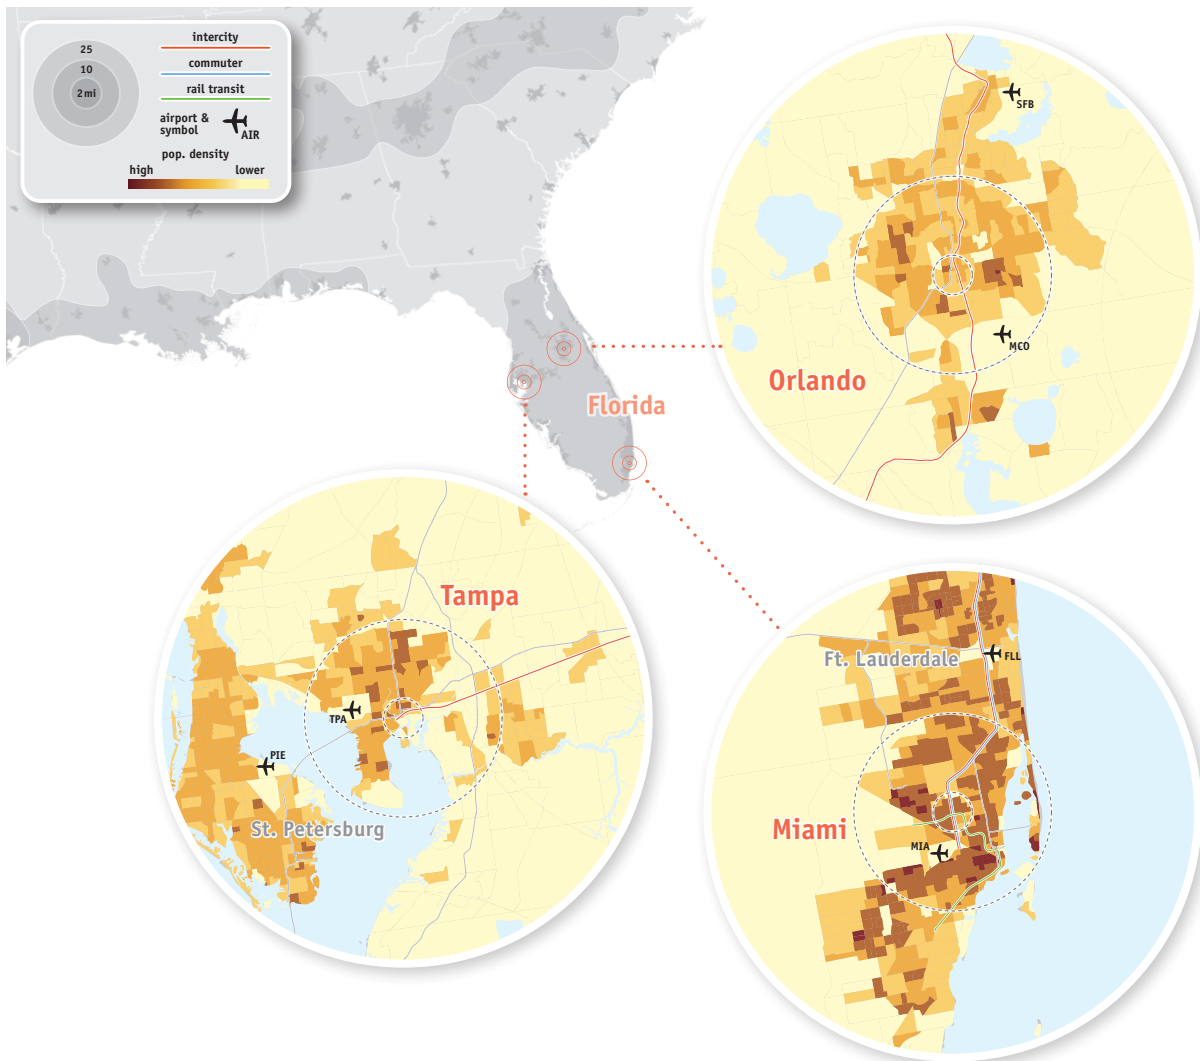 intercity
25
commuter
10
rail transit
2 mi
airport & symbol
AIR
pop. density
high lower
SFB
MCO
Orlando
Florida
Tampa
TPA
PIE
St. Petersburg
Ft. Lauderdale
FLL
Miami
MIA